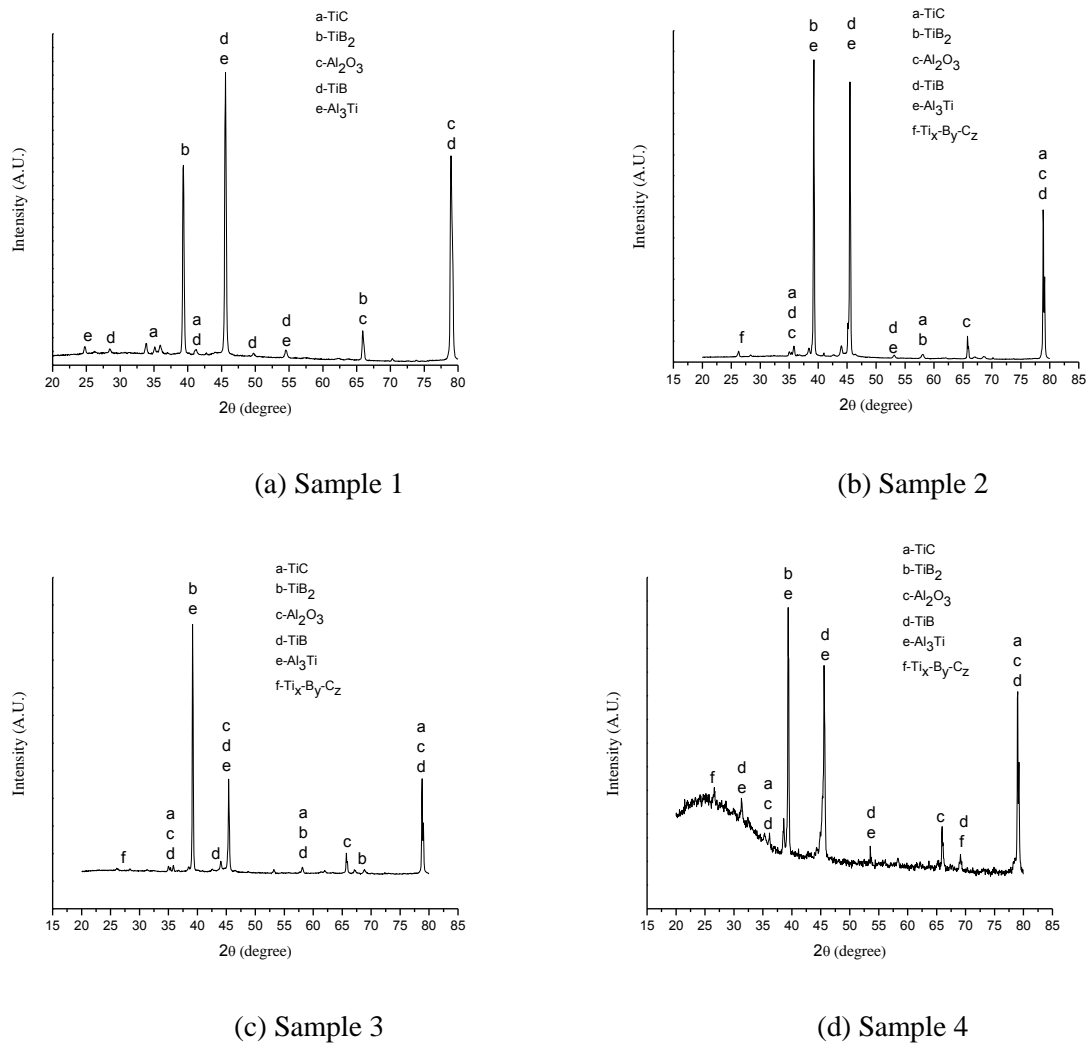 a-TiC
b-TiB2
c-Al2O3
d-TiB
e-Al3Ti
d
e
b
c
d
e
d
a
a
d
d
d
e
b
c
Intensity (A.U.)
20 25 30 35 40 45 50 55 60 65 70 75 80
2θ (degree)
(a) Sample 1
a-TiC
b-TiB2
c-Al2O3
d-TiB
e-Al3Ti
f-Tix-By-Cz
b
e
d
e
a
c
d
f
a
d
c
d
e
a
b
c
Intensity (A.U.)
15 20 25 30 35 40 45 50 55 60 65 70 75 80 85
2θ (degree)
(b) Sample 2
a-TiC
b-TiB2
c-Al2O3
d-TiB
e-Al3Ti
f-Tix-By-Cz
b
e
c
d
e
a
c
d
f
a
c
d
d
a
b
d
c
b
Intensity (A.U.)
15 20 25 30 35 40 45 50 55 60 65 70 75 80 85
2θ (degree)
(c) Sample 3
a-TiC
b-TiB2
c-Al2O3
d-TiB
e-Al3Ti
f-Tix-By-Cz
b
e
d
e
a
c
d
f
d
e
a
c
d
d
e
c
d
f
Intensity (A.U.)
15 20 25 30 35 40 45 50 55 60 65 70 75 80 85
2θ (degree)
(d) Sample 4